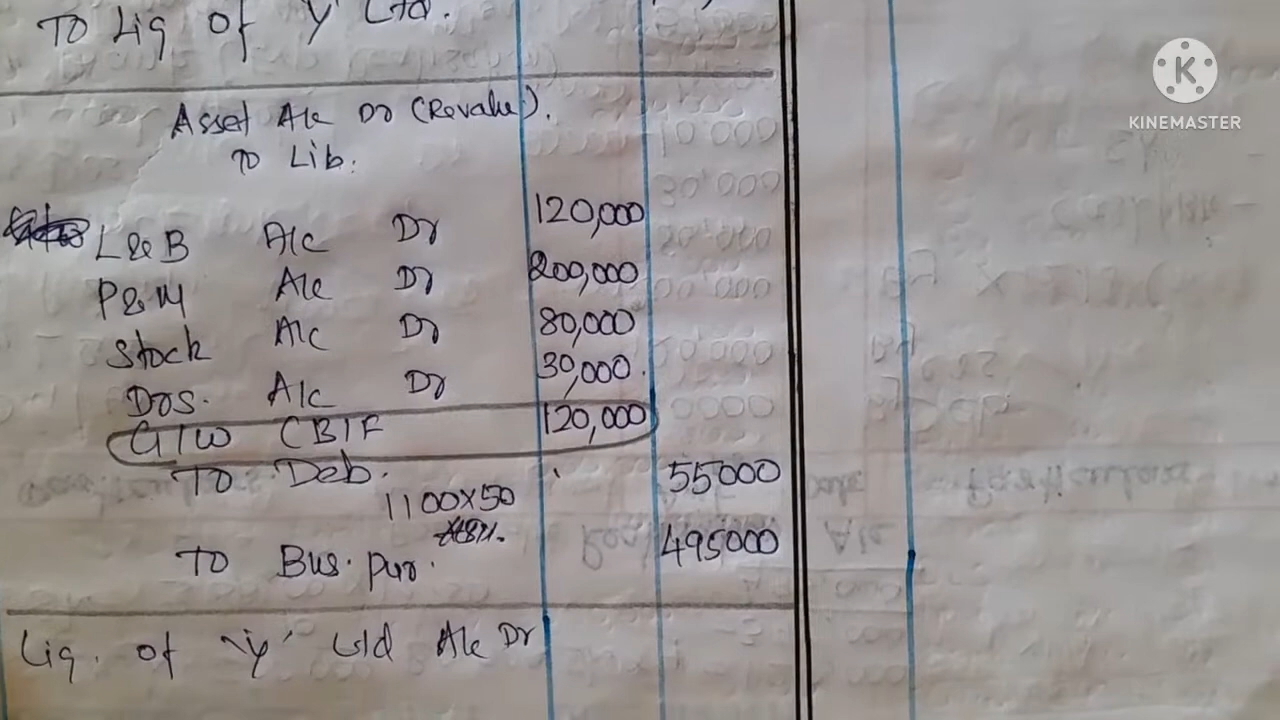 To Liq of 'Y' Ltd.
KINEMASTER
Asset A/c Dr (Revalue).
To Lib.
L&B A/c Dr 120,000
P&M A/c Dr 200,000
Stock A/c Dr 80,000
Drs. A/c Dr 30,000.
G/W (B/F 120,000
To Deb. 55000
1100x50
To Bus. pur. 495000
Liq. of 'Y' Ltd A/c Dr